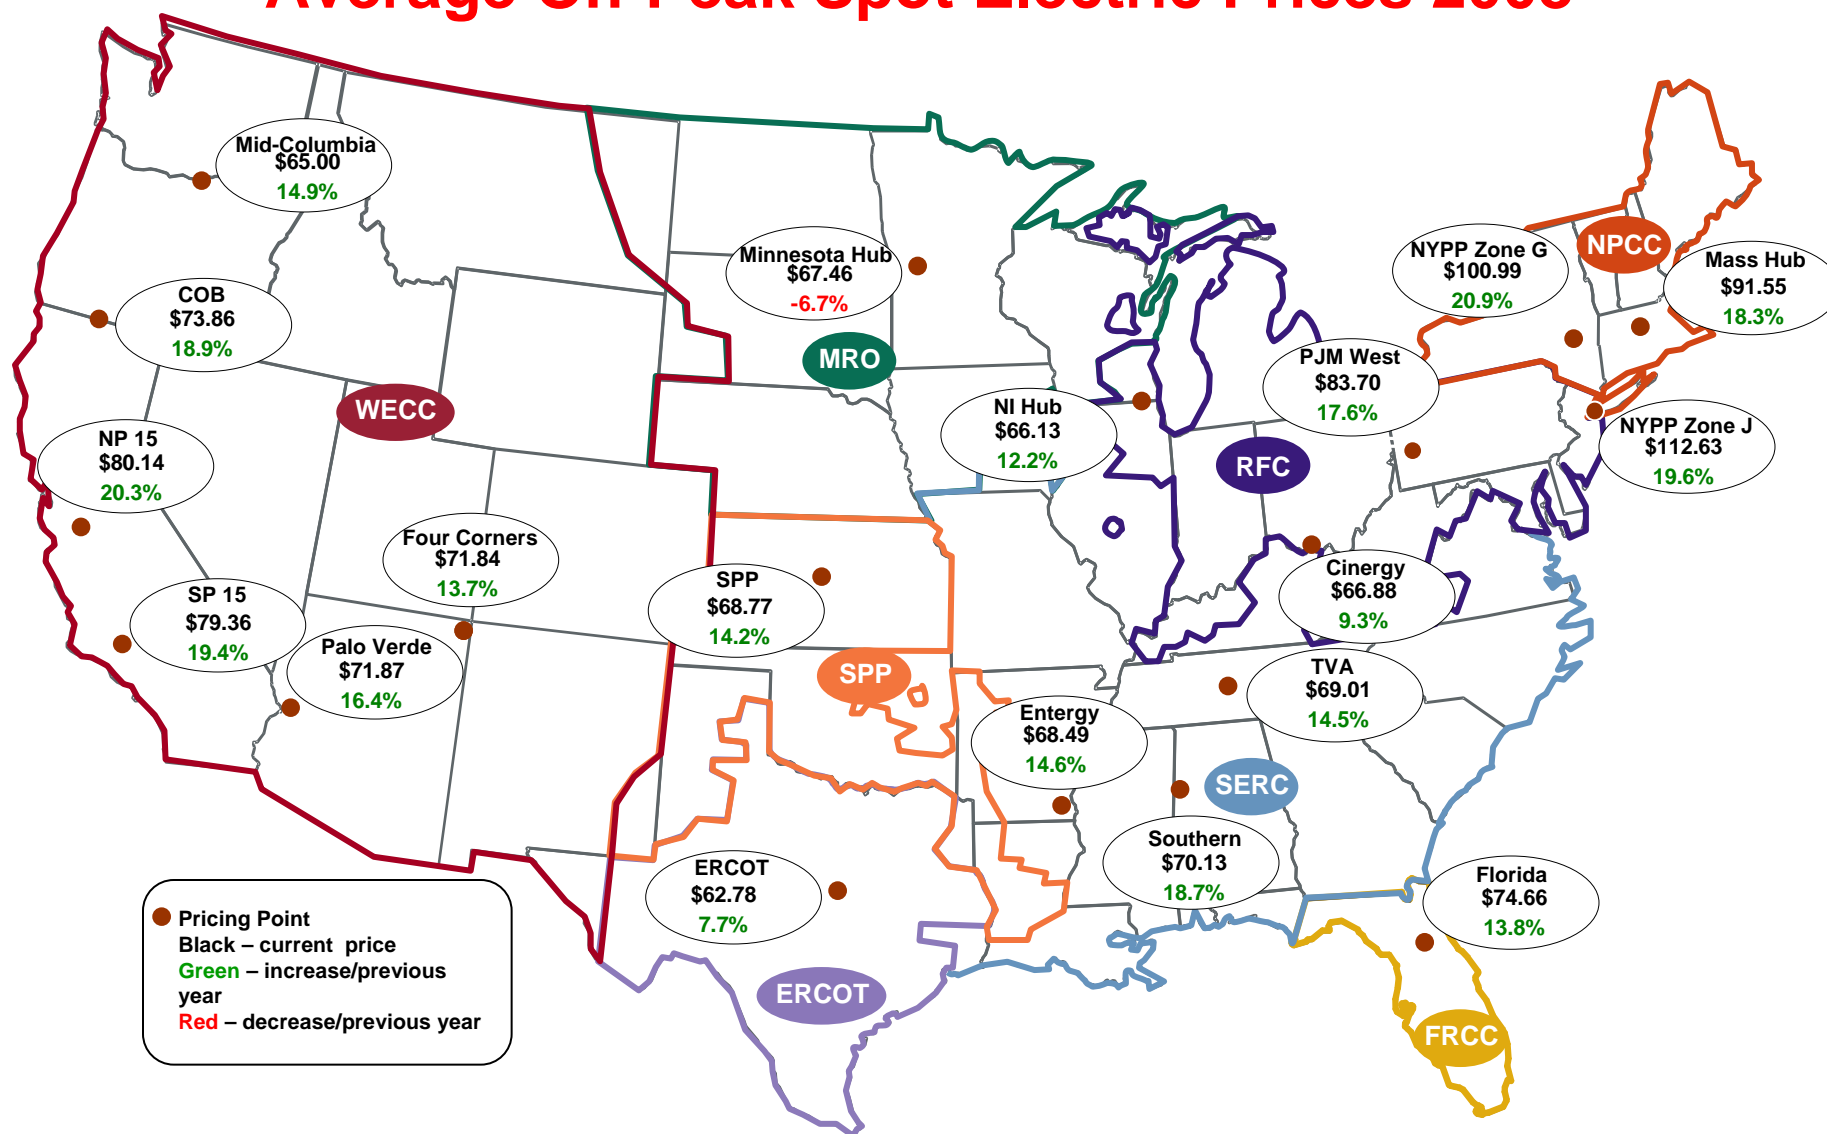 Average On Peak Spot Electric Prices
Mid-Columbia
$65.00
14.9%
COB
$73.86
18.9%
NP 15
$80.14
20.3%
SP 15
$79.36
19.4%
WECC
Four Corners
$71.84
13.7%
Palo Verde
$71.87
16.4%
Minnesota Hub
$67.46
-6.7%
MRO
NI Hub
$66.13
12.2%
SPP
$68.77
14.2%
SPP
ERCOT
$62.78
7.7%
ERCOT
Entergy
$68.49
14.6%
Southern
$70.13
18.7%
SERC
TVA
$69.01
14.5%
Cinergy
$66.88
9.3%
RFC
PJM West
$83.70
17.6%
NYPP Zone G
$100.99
20.9%
NPCC
Mass Hub
$91.55
18.3%
NYPP Zone J
$112.63
19.6%
Florida
$74.66
13.8%
FRCC
Pricing Point
Black – current price
Green – increase/previous
year
Red – decrease/previous year